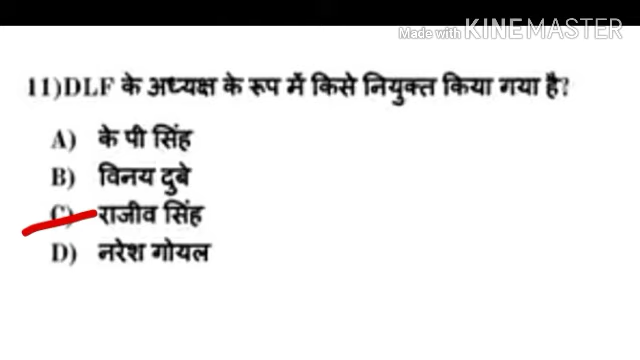 Made with KINEMASTER
11)DLF के अध्यक्ष के रूप में किसे नियुक्त किया गया है?
A) के पी सिंह
B) विनय दुबे
C) राजीव सिंह
D) नरेश गोयल